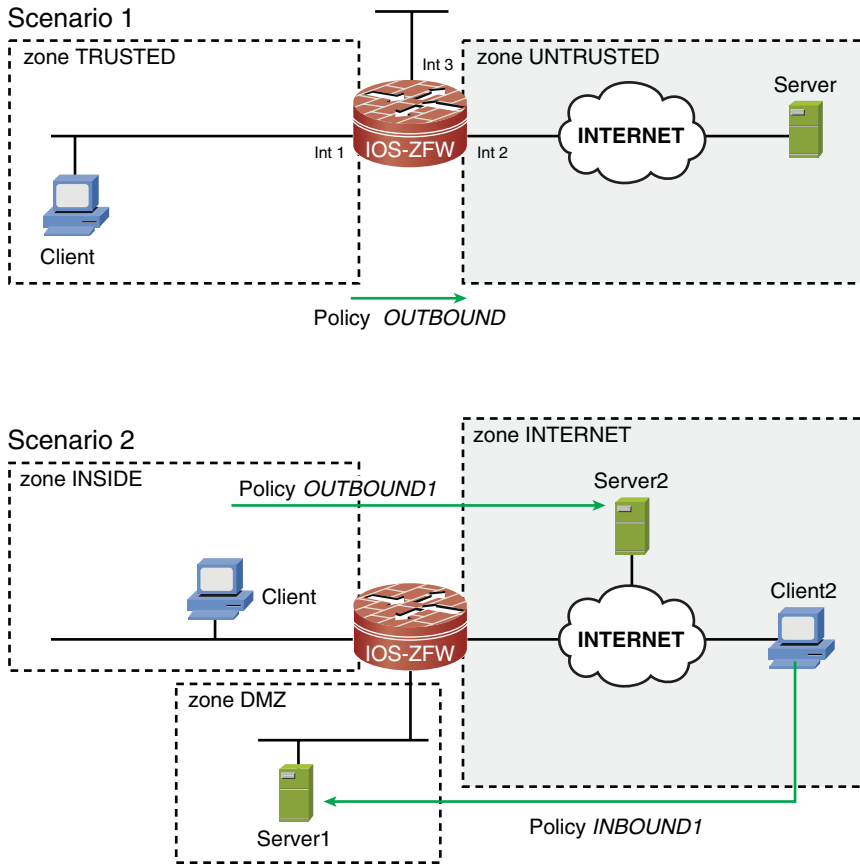 Scenario 1
zone TRUSTED
Int 3
zone UNTRUSTED
Server
INTERNET
Int 1
IOS-ZFW
Int 2
Client
Policy OUTBOUND
Scenario 2
zone INSIDE
zone INTERNET
Policy OUTBOUND1
Server2
Client
Client2
IOS-ZFW
INTERNET
zone DMZ
Server1
Policy INBOUND1